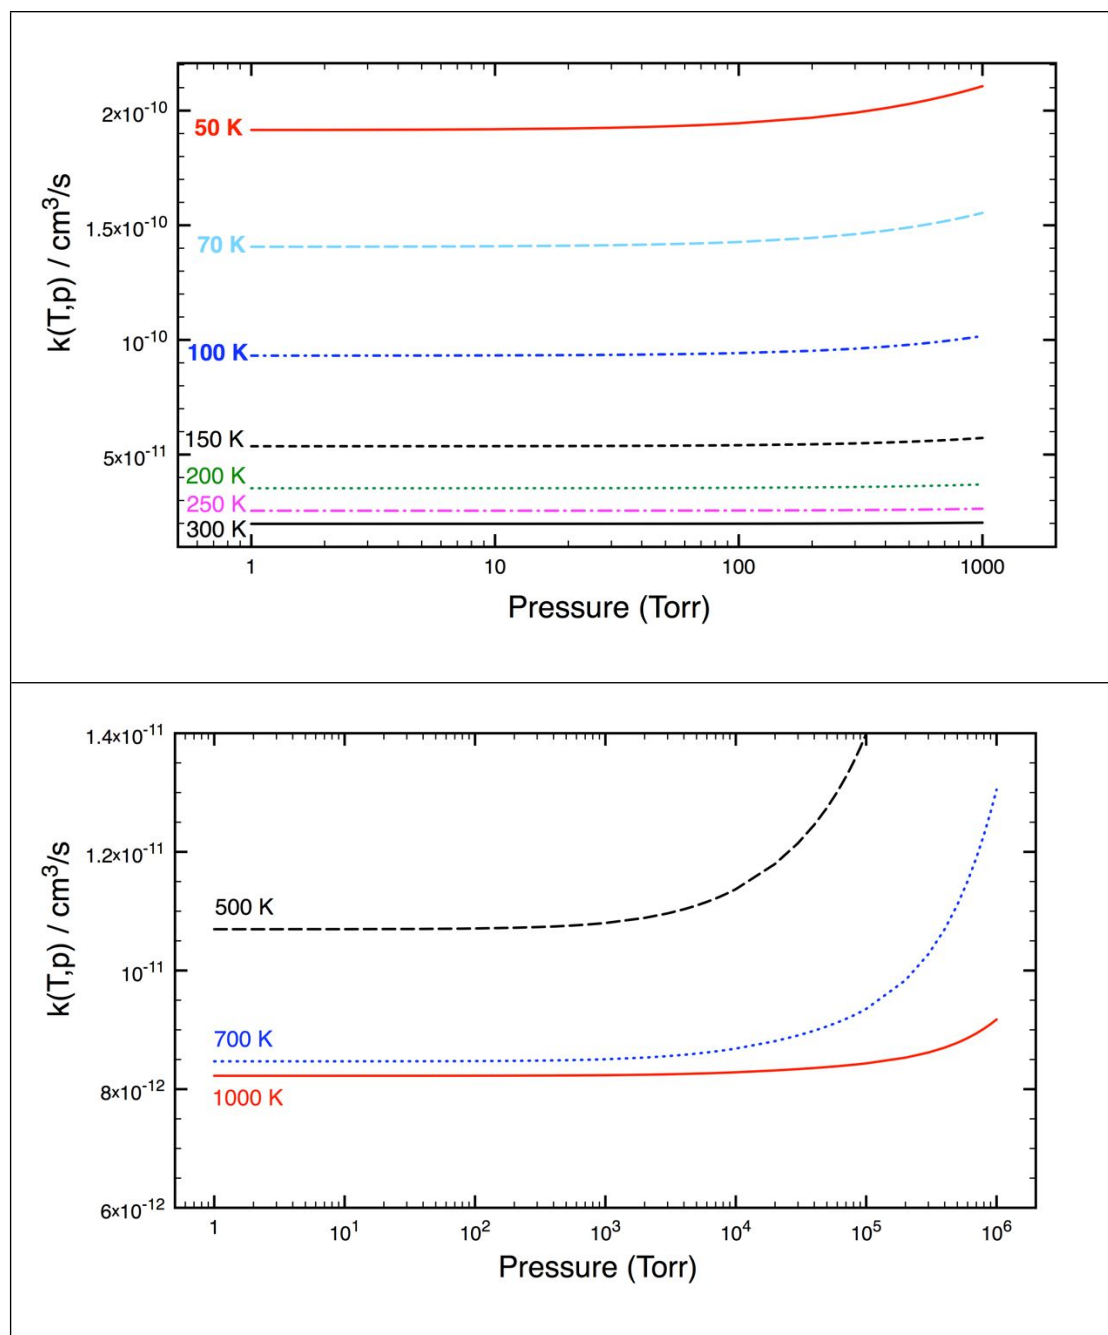 2x10⁻¹⁰
50 K
1.5x10⁻¹⁰
70 K
k(T,p) / cm³/s
10⁻¹⁰
100 K
150 K
5x10⁻¹¹
200 K
250 K
300 K
1 10 100 1000
Pressure (Torr)
1.4x10⁻¹¹
1.2x10⁻¹¹
500 K
k(T,p) / cm³/s
10⁻¹¹
700 K
8x10⁻¹²
1000 K
6x10⁻¹²
1 10¹ 10² 10³ 10⁴ 10⁵ 10⁶
Pressure (Torr)